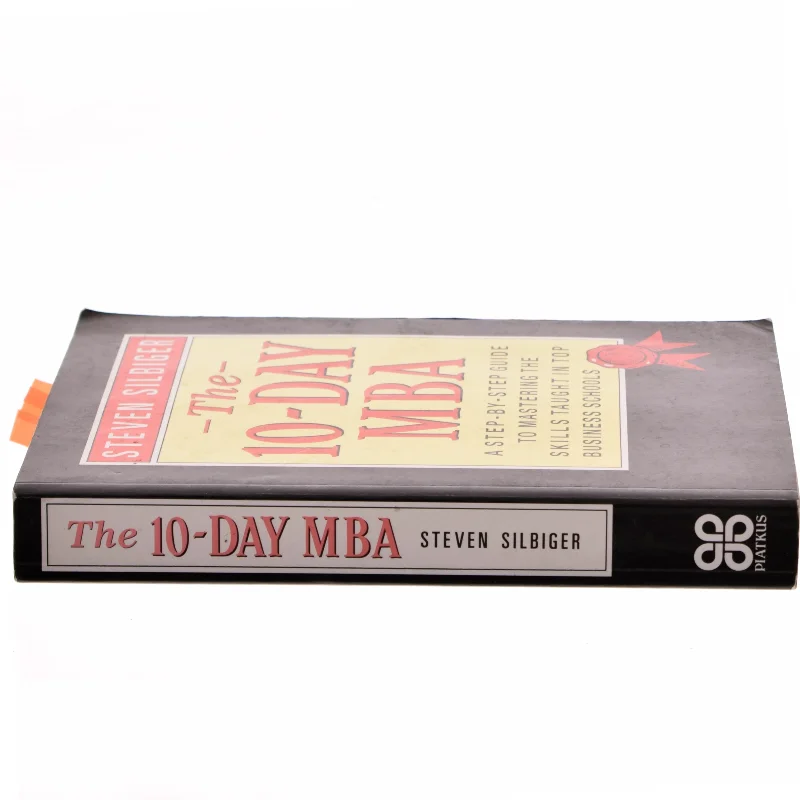 STEVEN SILBIGER
-The-
10-DAY
MBA
A STEP-BY-STEP GUIDE
TO MASTERING THE
SKILLS TAUGHT IN TOP
BUSINESS SCHOOLS
The 10-DAY MBA STEVEN SILBIGER
PIATKUS